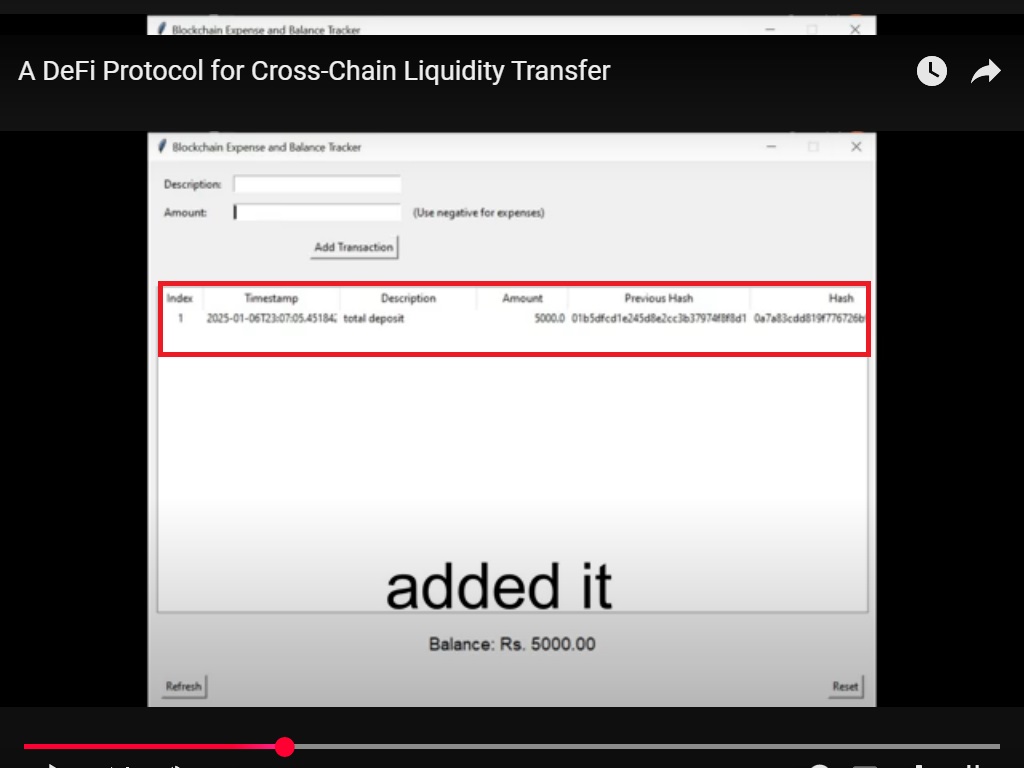 Blockchain Expense and Balance Tracker
A DeFi Protocol for Cross-Chain Liquidity Transfer
Blockchain Expense and Balance Tracker
Description:
Amount: (Use negative for expenses)
Add Transaction
Index Timestamp Description Amount Previous Hash Hash
1 2025-01-06T23:07:05.45184 total deposit 5000.0 01b5dfcd1e245d8e2cc3b37974f8f8d1 0a7a83cdd819f776726b
added it
Balance: Rs. 5000.00
Refresh Reset